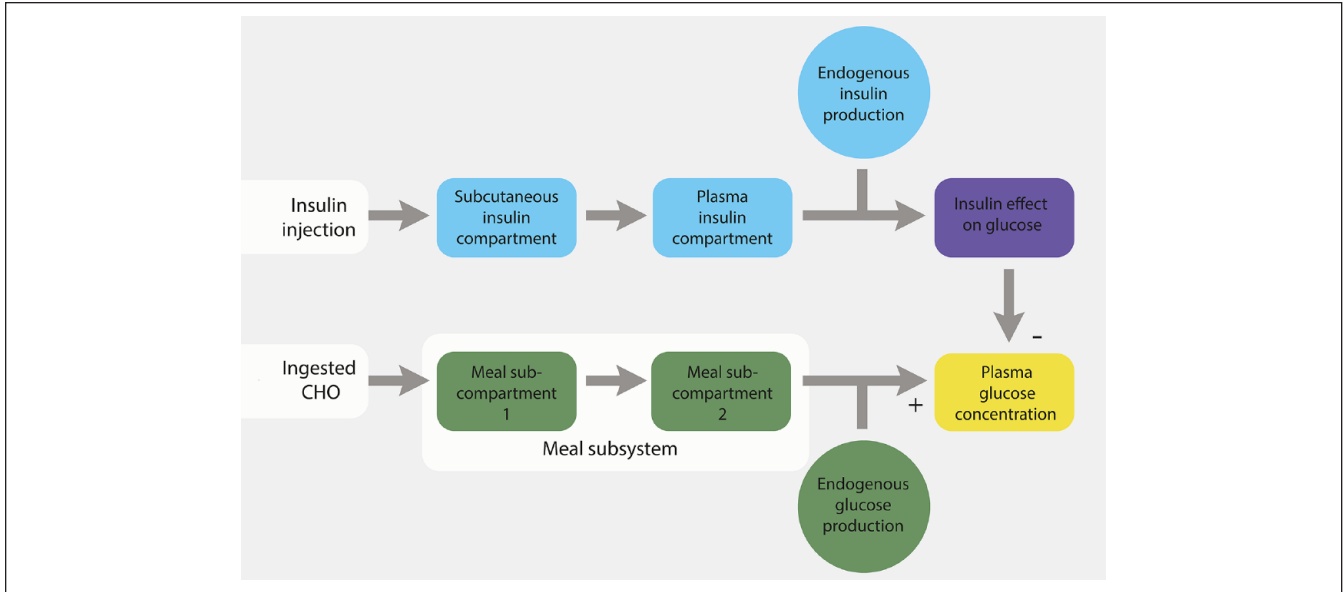 Endogenous
insulin
production
Insulin
injection
Subcutaneous
insulin
compartment
Plasma
insulin
compartment
Insulin effect
on glucose
-
Ingested
CHO
Meal sub-
compartment
1
Meal sub-
compartment
2
Meal subsystem
+
Plasma
glucose
concentration
Endogenous
glucose
production